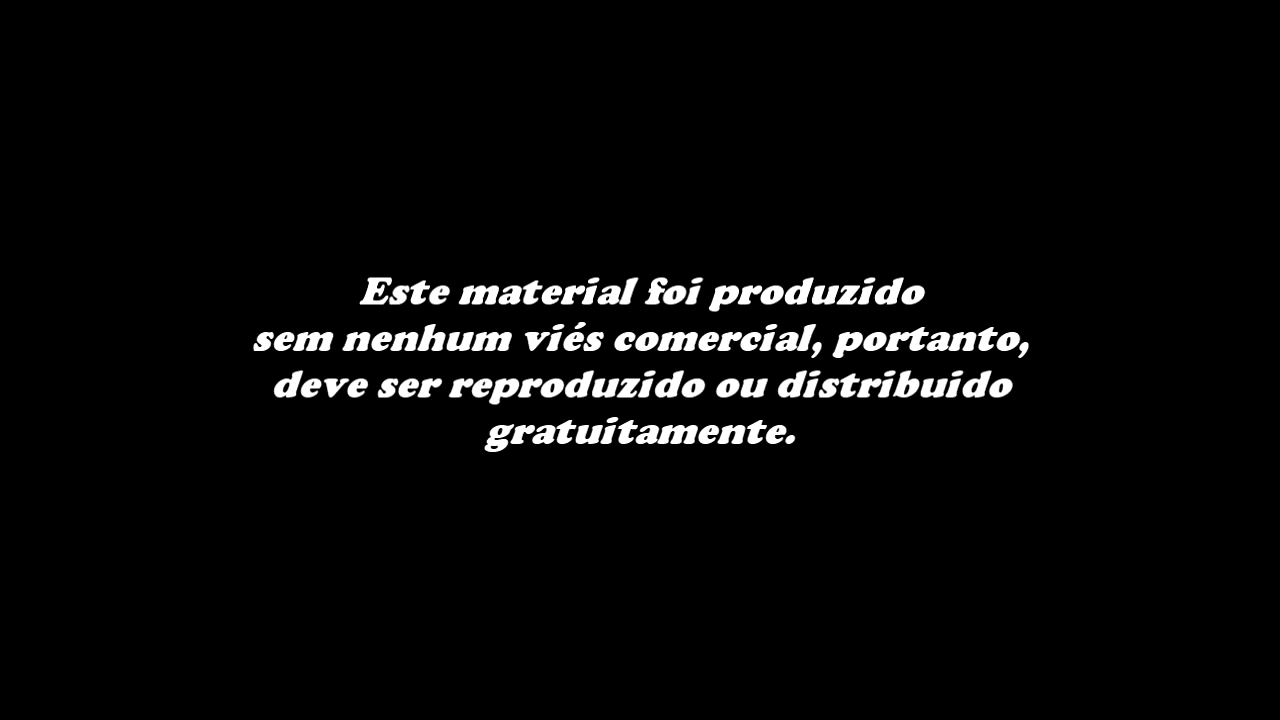 Este material foi produzido
sem nenhum viés comercial, portanto,
deve ser reproduzido ou distribuido
gratuitamente.